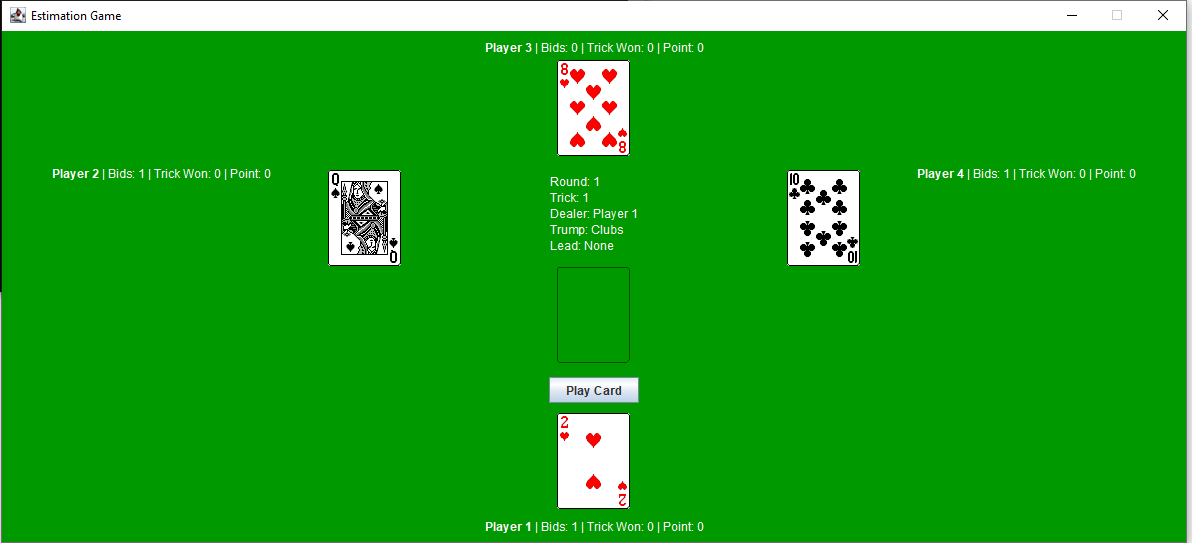 Estimation Game
Player 3 | Bids: 0 | Trick Won: 0 | Point: 0
8
8
Player 2 | Bids: 1 | Trick Won: 0 | Point: 0
Q
Q
Round: 1
Trick: 1
Dealer: Player 1
Trump: Clubs
Lead: None
10
10
Player 4 | Bids: 1 | Trick Won: 0 | Point: 0
Play Card
2
2
Player 1 | Bids: 1 | Trick Won: 0 | Point: 0